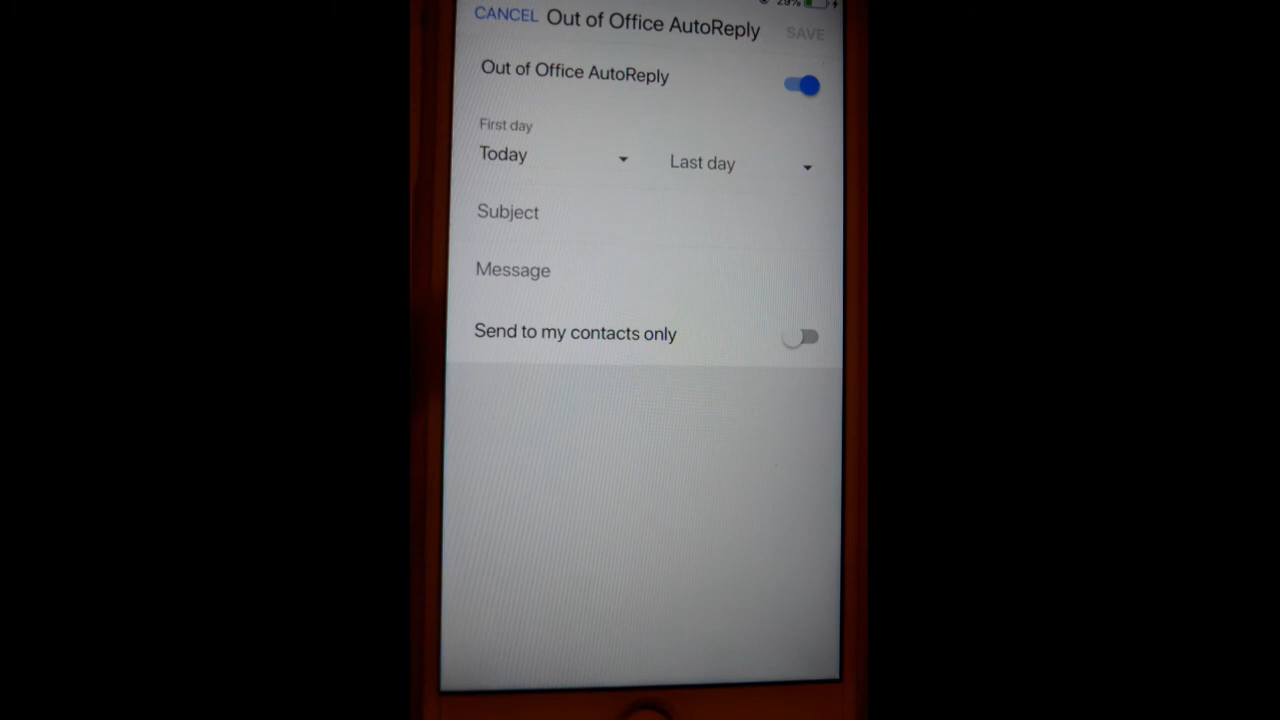 29%
CANCEL Out of Office AutoReply SAVE
Out of Office AutoReply
First day
Today Last day
Subject
Message
Send to my contacts only